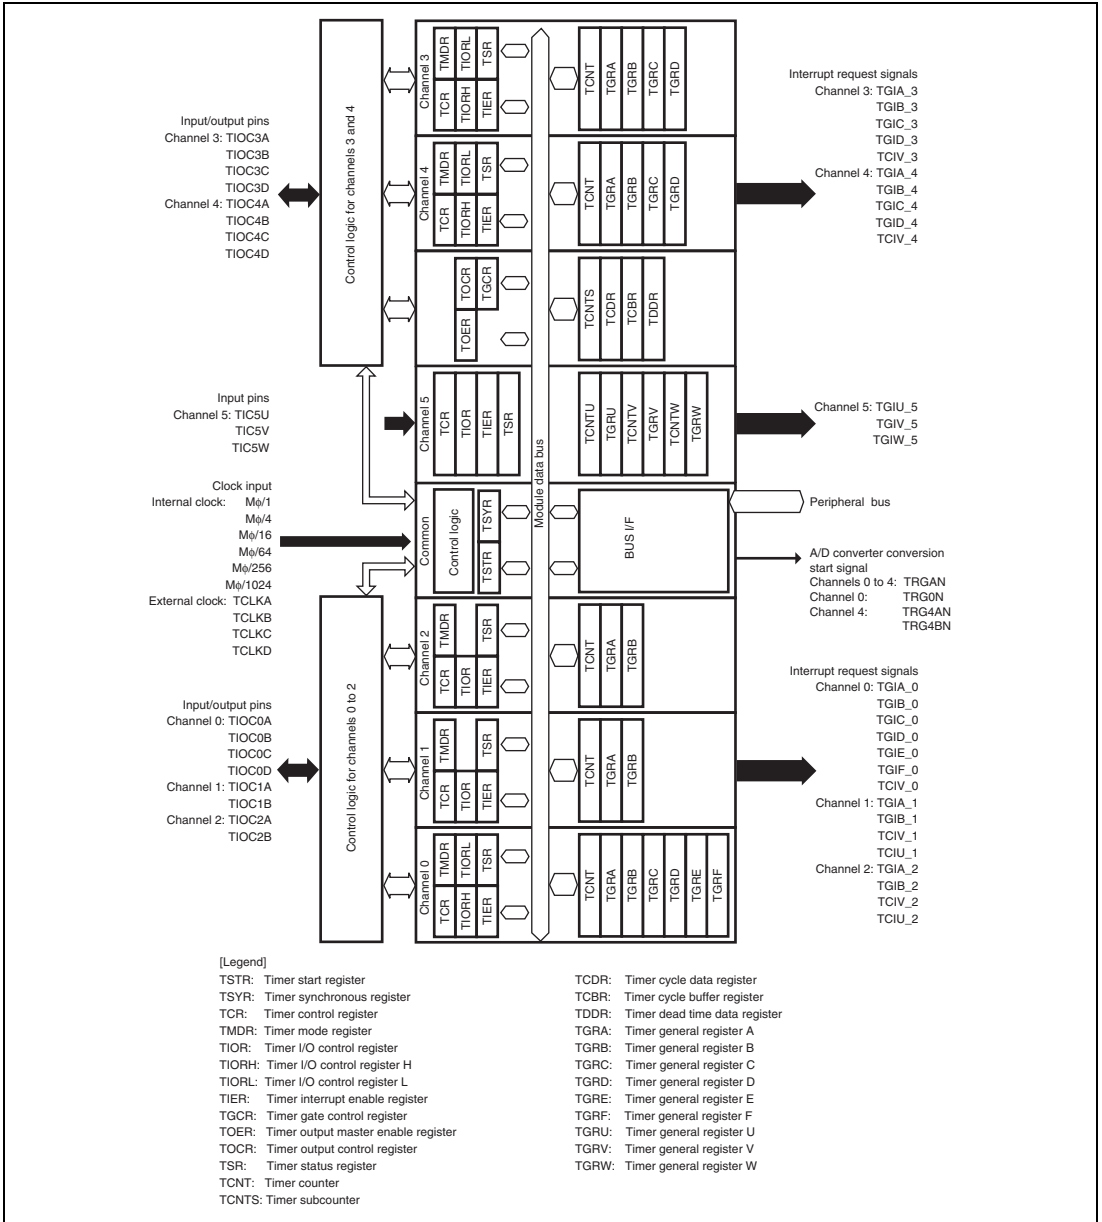 Input/output pins
Channel 3: TIOC3A
TIOC3B
TIOC3C
TIOC3D
Channel 4: TIOC4A
TIOC4B
TIOC4C
TIOC4D
Input pins
Channel 5: TIC5U
TIC5V
TIC5W
Clock input
Internal clock: Mφ/1
Mφ/4
Mφ/16
Mφ/64
Mφ/256
Mφ/1024
External clock: TCLKA
TCLKB
TCLKC
TCLKD
Input/output pins
Channel 0: TIOC0A
TIOC0B
TIOC0C
TIOC0D
Channel 1: TIOC1A
TIOC1B
Channel 2: TIOC2A
TIOC2B
Control logic for channels 3 and 4
Control logic for channels 0 to 2
Channel 3
TCR
TMDR
TIORH
TIORL
TIER
TSR
TCNT
TGRA
TGRB
TGRC
TGRD
Channel 4
TCR
TMDR
TIORH
TIORL
TIER
TSR
TCNT
TGRA
TGRB
TGRC
TGRD
TOER
TOCR
TGCR
TCNTS
TCDR
TCBR
TDDR
Channel 5
TCR
TIOR
TIER
TSR
TCNTU
TGRU
TCNTV
TGRV
TCNTW
TGRW
Common
Control logic
TSTR
TSYR
Module data bus
BUS I/F
Channel 2
TCR
TMDR
TIOR
TIER
TSR
TCNT
TGRA
TGRB
Channel 1
TCR
TMDR
TIOR
TIER
TSR
TCNT
TGRA
TGRB
Channel 0
TCR
TMDR
TIORH
TIORL
TIER
TSR
TCNT
TGRA
TGRB
TGRC
TGRD
TGRE
TGRF
Interrupt request signals
Channel 3: TGIA_3
TGIB_3
TGIC_3
TGID_3
TCIV_3
Channel 4: TGIA_4
TGIB_4
TGIC_4
TGID_4
TCIV_4
Channel 5: TGIU_5
TGIV_5
TGIW_5
Peripheral bus
A/D converter conversion
start signal
Channels 0 to 4: TRGAN
Channel 0: TRG0N
Channel 4: TRG4AN
TRG4BN
Interrupt request signals
Channel 0: TGIA_0
TGIB_0
TGIC_0
TGID_0
TGIE_0
TGIF_0
TCIV_0
Channel 1: TGIA_1
TGIB_1
TCIV_1
TCIU_1
Channel 2: TGIA_2
TGIB_2
TCIV_2
TCIU_2
[Legend]
TSTR: Timer start register
TSYR: Timer synchronous register
TCR: Timer control register
TMDR: Timer mode register
TIOR: Timer I/O control register
TIORH: Timer I/O control register H
TIORL: Timer I/O control register L
TIER: Timer interrupt enable register
TGCR: Timer gate control register
TOER: Timer output master enable register
TOCR: Timer output control register
TSR: Timer status register
TCNT: Timer counter
TCNTS: Timer subcounter
TCDR: Timer cycle data register
TCBR: Timer cycle buffer register
TDDR: Timer dead time data register
TGRA: Timer general register A
TGRB: Timer general register B
TGRC: Timer general register C
TGRD: Timer general register D
TGRE: Timer general register E
TGRF: Timer general register F
TGRU: Timer general register U
TGRV: Timer general register V
TGRW: Timer general register W